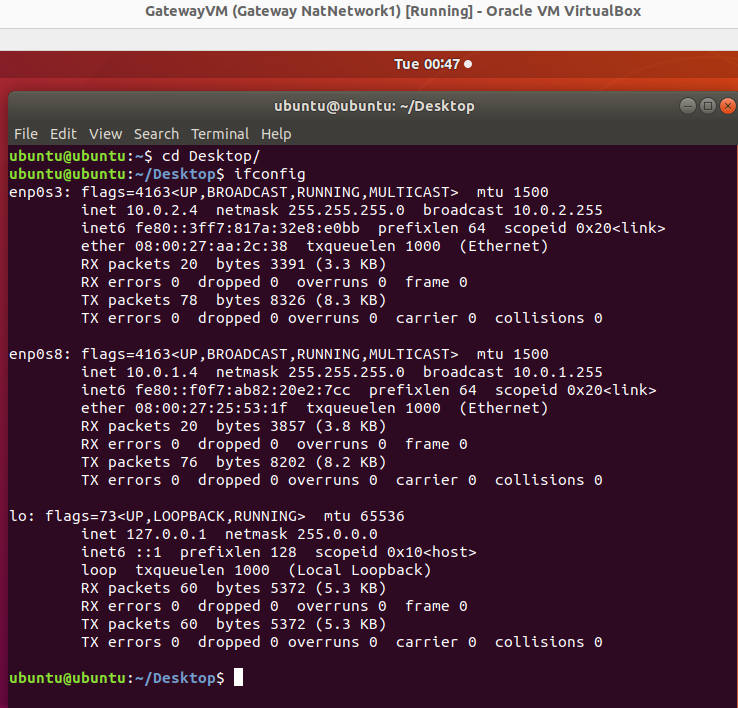 GatewayVM (Gateway NatNetwork1) [Running] - Oracle VM VirtualBox
Tue 00:47
ubuntu@ubuntu: ~/Desktop
File Edit View Search Terminal Help
ubuntu@ubuntu:~$ cd Desktop/
ubuntu@ubuntu:~/Desktop$ ifconfig
enp0s3: flags=4163<UP,BROADCAST,RUNNING,MULTICAST>  mtu 1500
        inet 10.0.2.4  netmask 255.255.255.0  broadcast 10.0.2.255
        inet6 fe80::3ff7:817a:32e8:e0bb  prefixlen 64  scopeid 0x20<link>
        ether 08:00:27:aa:2c:38  txqueuelen 1000  (Ethernet)
        RX packets 20  bytes 3391 (3.3 KB)
        RX errors 0  dropped 0  overruns 0  frame 0
        TX packets 78  bytes 8326 (8.3 KB)
        TX errors 0  dropped 0 overruns 0  carrier 0  collisions 0
enp0s8: flags=4163<UP,BROADCAST,RUNNING,MULTICAST>  mtu 1500
        inet 10.0.1.4  netmask 255.255.255.0  broadcast 10.0.1.255
        inet6 fe80::f0f7:ab82:20e2:7cc  prefixlen 64  scopeid 0x20<link>
        ether 08:00:27:25:53:1f  txqueuelen 1000  (Ethernet)
        RX packets 20  bytes 3857 (3.8 KB)
        RX errors 0  dropped 0  overruns 0  frame 0
        TX packets 76  bytes 8202 (8.2 KB)
        TX errors 0  dropped 0 overruns 0  carrier 0  collisions 0
lo: flags=73<UP,LOOPBACK,RUNNING>  mtu 65536
        inet 127.0.0.1  netmask 255.0.0.0
        inet6 ::1  prefixlen 128  scopeid 0x10<host>
        loop  txqueuelen 1000  (Local Loopback)
        RX packets 60  bytes 5372 (5.3 KB)
        RX errors 0  dropped 0  overruns 0  frame 0
        TX packets 60  bytes 5372 (5.3 KB)
        TX errors 0  dropped 0 overruns 0  carrier 0  collisions 0
ubuntu@ubuntu:~/Desktop$